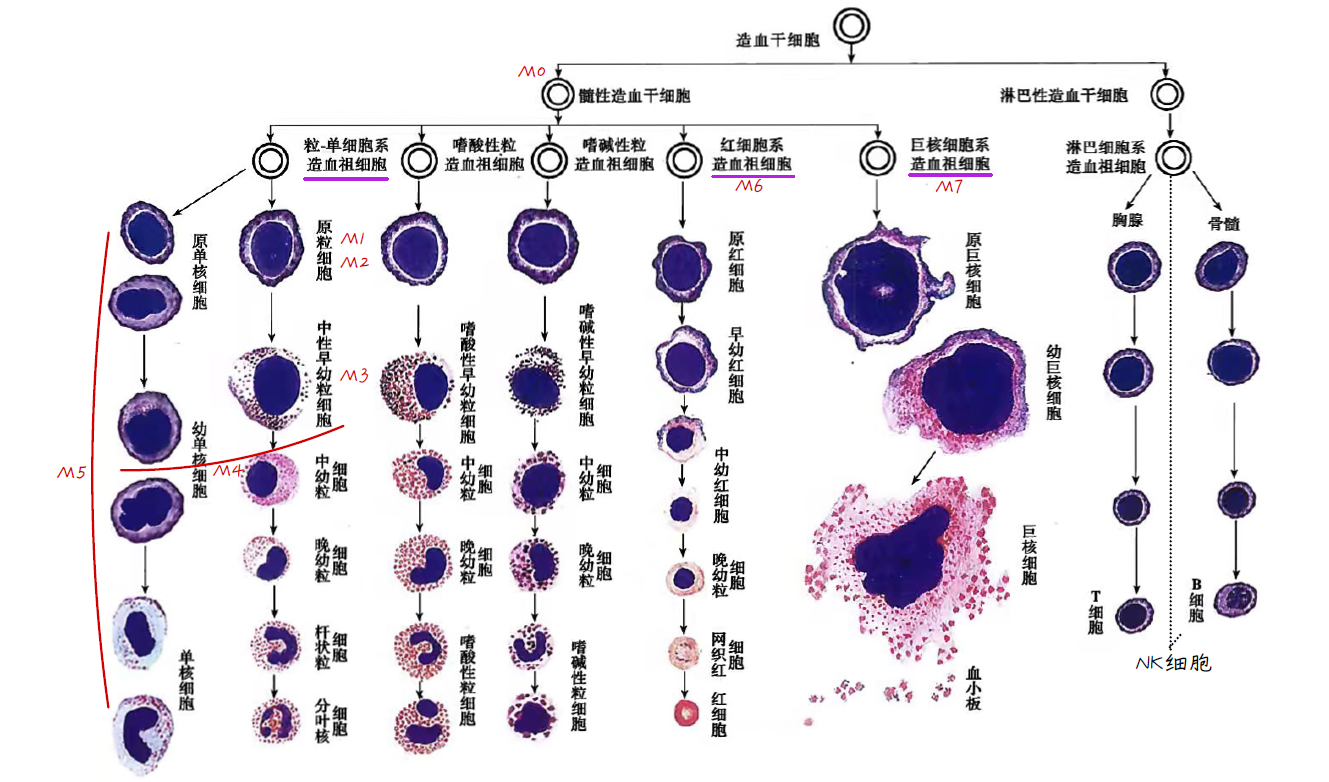 造血干细胞
M0
髓性造血干细胞
淋巴性造血干细胞
粒-单细胞系
造血祖细胞
嗜酸性粒
造血祖细胞
嗜碱性粒
造血祖细胞
红细胞系
造血祖细胞
M6
巨核细胞系
造血祖细胞
M7
淋巴细胞系
造血祖细胞
胸腺
骨髓
原单核细胞
原粒细胞
M1
M2
原红细胞
原巨核细胞
中性早幼粒细胞
M3
嗜酸性早幼粒细胞
嗜碱性早幼粒细胞
早幼红细胞
幼巨核细胞
幼单核细胞
M5
M4
中幼粒细胞
中幼粒细胞
中幼粒细胞
中幼红细胞
晚幼粒细胞
晚幼粒细胞
晚幼粒细胞
晚幼粒细胞
巨核细胞
T细胞
B细胞
单核细胞
杆状粒细胞
嗜酸性粒细胞
嗜碱性粒细胞
网织红细胞
血小板
NK细胞
分叶核细胞
红细胞